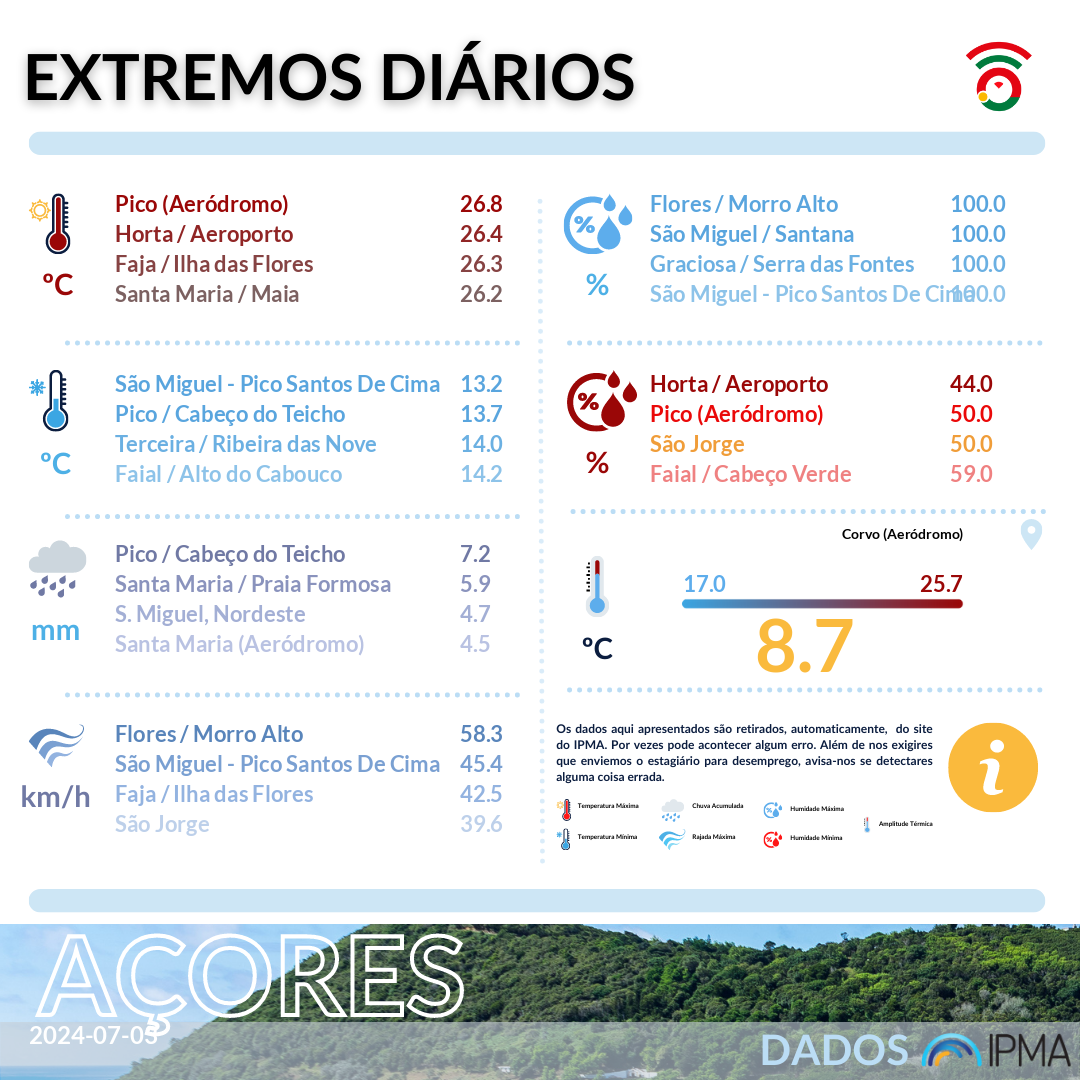 EXTREMOS DIÁRIOS
Pico (Aeródromo) 26.8
Horta / Aeroporto 26.4
Faja / Ilha das Flores 26.3
Santa Maria / Maia 26.2
ºC
São Miguel - Pico Santos De Cima 13.2
Pico / Cabeço do Teicho 13.7
Terceira / Ribeira das Nove 14.0
Faial / Alto do Cabouco 14.2
ºC
Pico / Cabeço do Teicho 7.2
Santa Maria / Praia Formosa 5.9
S. Miguel, Nordeste 4.7
Santa Maria (Aeródromo) 4.5
mm
Flores / Morro Alto 58.3
São Miguel - Pico Santos De Cima 45.4
Faja / Ilha das Flores 42.5
São Jorge 39.6
km/h
%
Flores / Morro Alto 100.0
São Miguel / Santana 100.0
Graciosa / Serra das Fontes 100.0
São Miguel - Pico Santos De Cima 100.0
%
%
Horta / Aeroporto 44.0
Pico (Aeródromo) 50.0
São Jorge 50.0
Faial / Cabeço Verde 59.0
%
Corvo (Aeródromo)
17.0 25.7
8.7
ºC
Os dados aqui apresentados são retirados, automaticamente, do site
do IPMA. Por vezes pode acontecer algum erro. Além de nos exigires
que enviemos o estagiário para desemprego, avisa-nos se detectares
alguma coisa errada.
i
Temperatura Máxima Chuva Acumulada Humidade Máxima
Amplitude Térmica
Temperatura Mínima Rajada Máxima Humidade Mínima
AÇORES
2024-07-05
DADOS IPMA